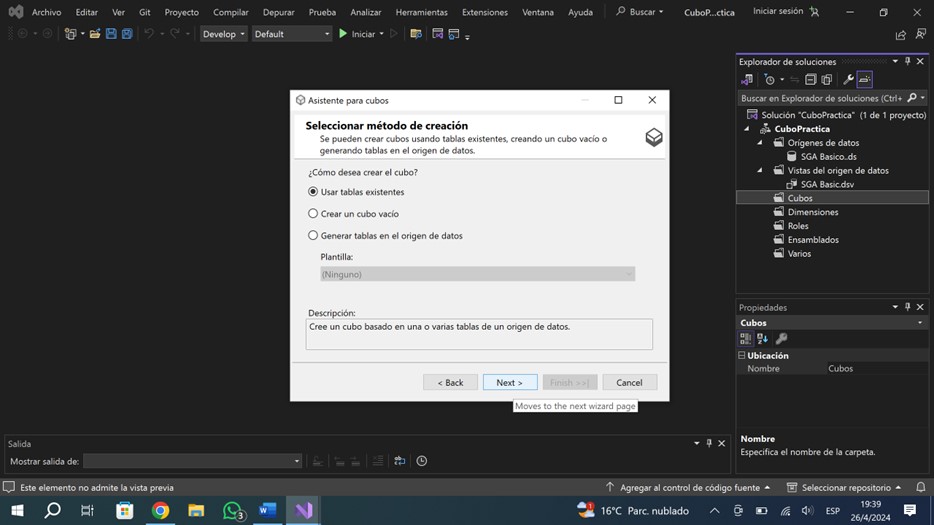 Archivo Editar Ver Git Proyecto Compilar Depurar Prueba Analizar Herramientas Extensiones Ventana Ayuda Buscar CuboP...ctica Iniciar sesión
Develop Default Iniciar
Explorador de soluciones
Buscar en Explorador de soluciones (Ctrl+
Solución "CuboPractica" (1 de 1 proyecto)
CuboPractica
Orígenes de datos
SGA Basico..ds
Vistas del origen de datos
SGA Basic.dsv
Cubos
Dimensiones
Roles
Ensamblados
Varios
Asistente para cubos
Seleccionar método de creación
Se pueden crear cubos usando tablas existentes, creando un cubo vacío o
generando tablas en el origen de datos.
¿Cómo desea crear el cubo?
Usar tablas existentes
Crear un cubo vacío
Generar tablas en el origen de datos
Plantilla:
(Ninguno)
Descripción:
Cree un cubo basado en una o varias tablas de un origen de datos.
< Back Next > Finish >>| Cancel
Moves to the next wizard page
Propiedades
Cubos
Ubicación
Nombre Cubos
Nombre
Especifica el nombre de la carpeta.
Salida
Mostrar salida de:
Este elemento no admite la vista previa Agregar al control de código fuente Seleccionar repositorio
3 16°C Parc. nublado ESP 19:39
26/4/2024